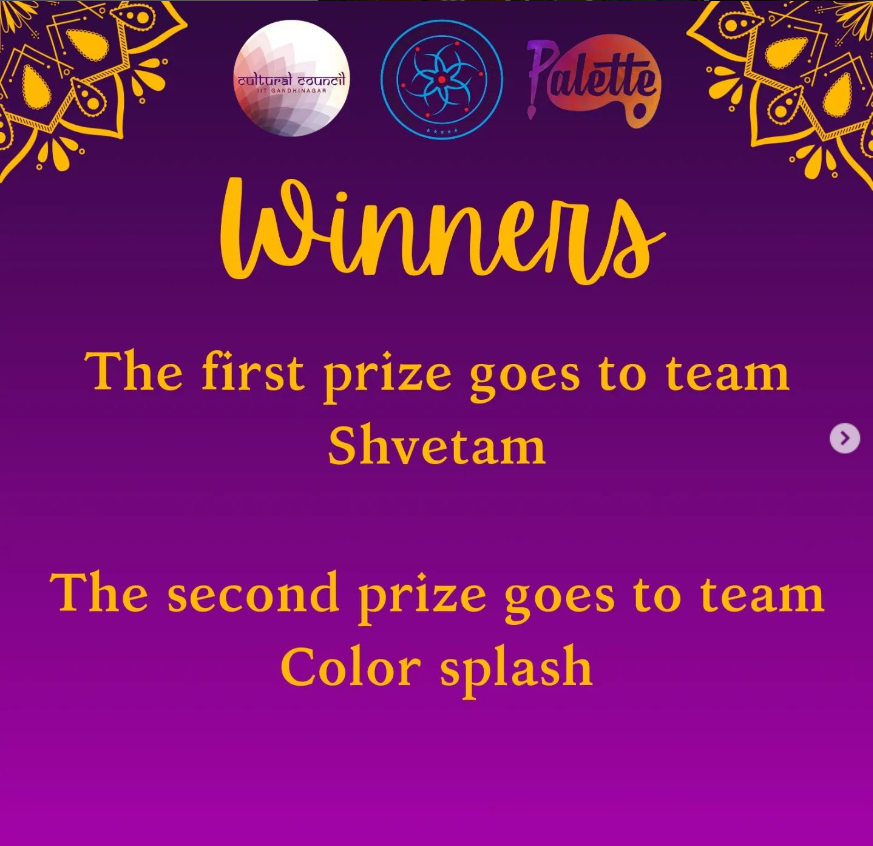 cultural council
IIT GANDHINAGAR
Palette
Winners
The first prize goes to team
Shvetam
The second prize goes to team
Color splash